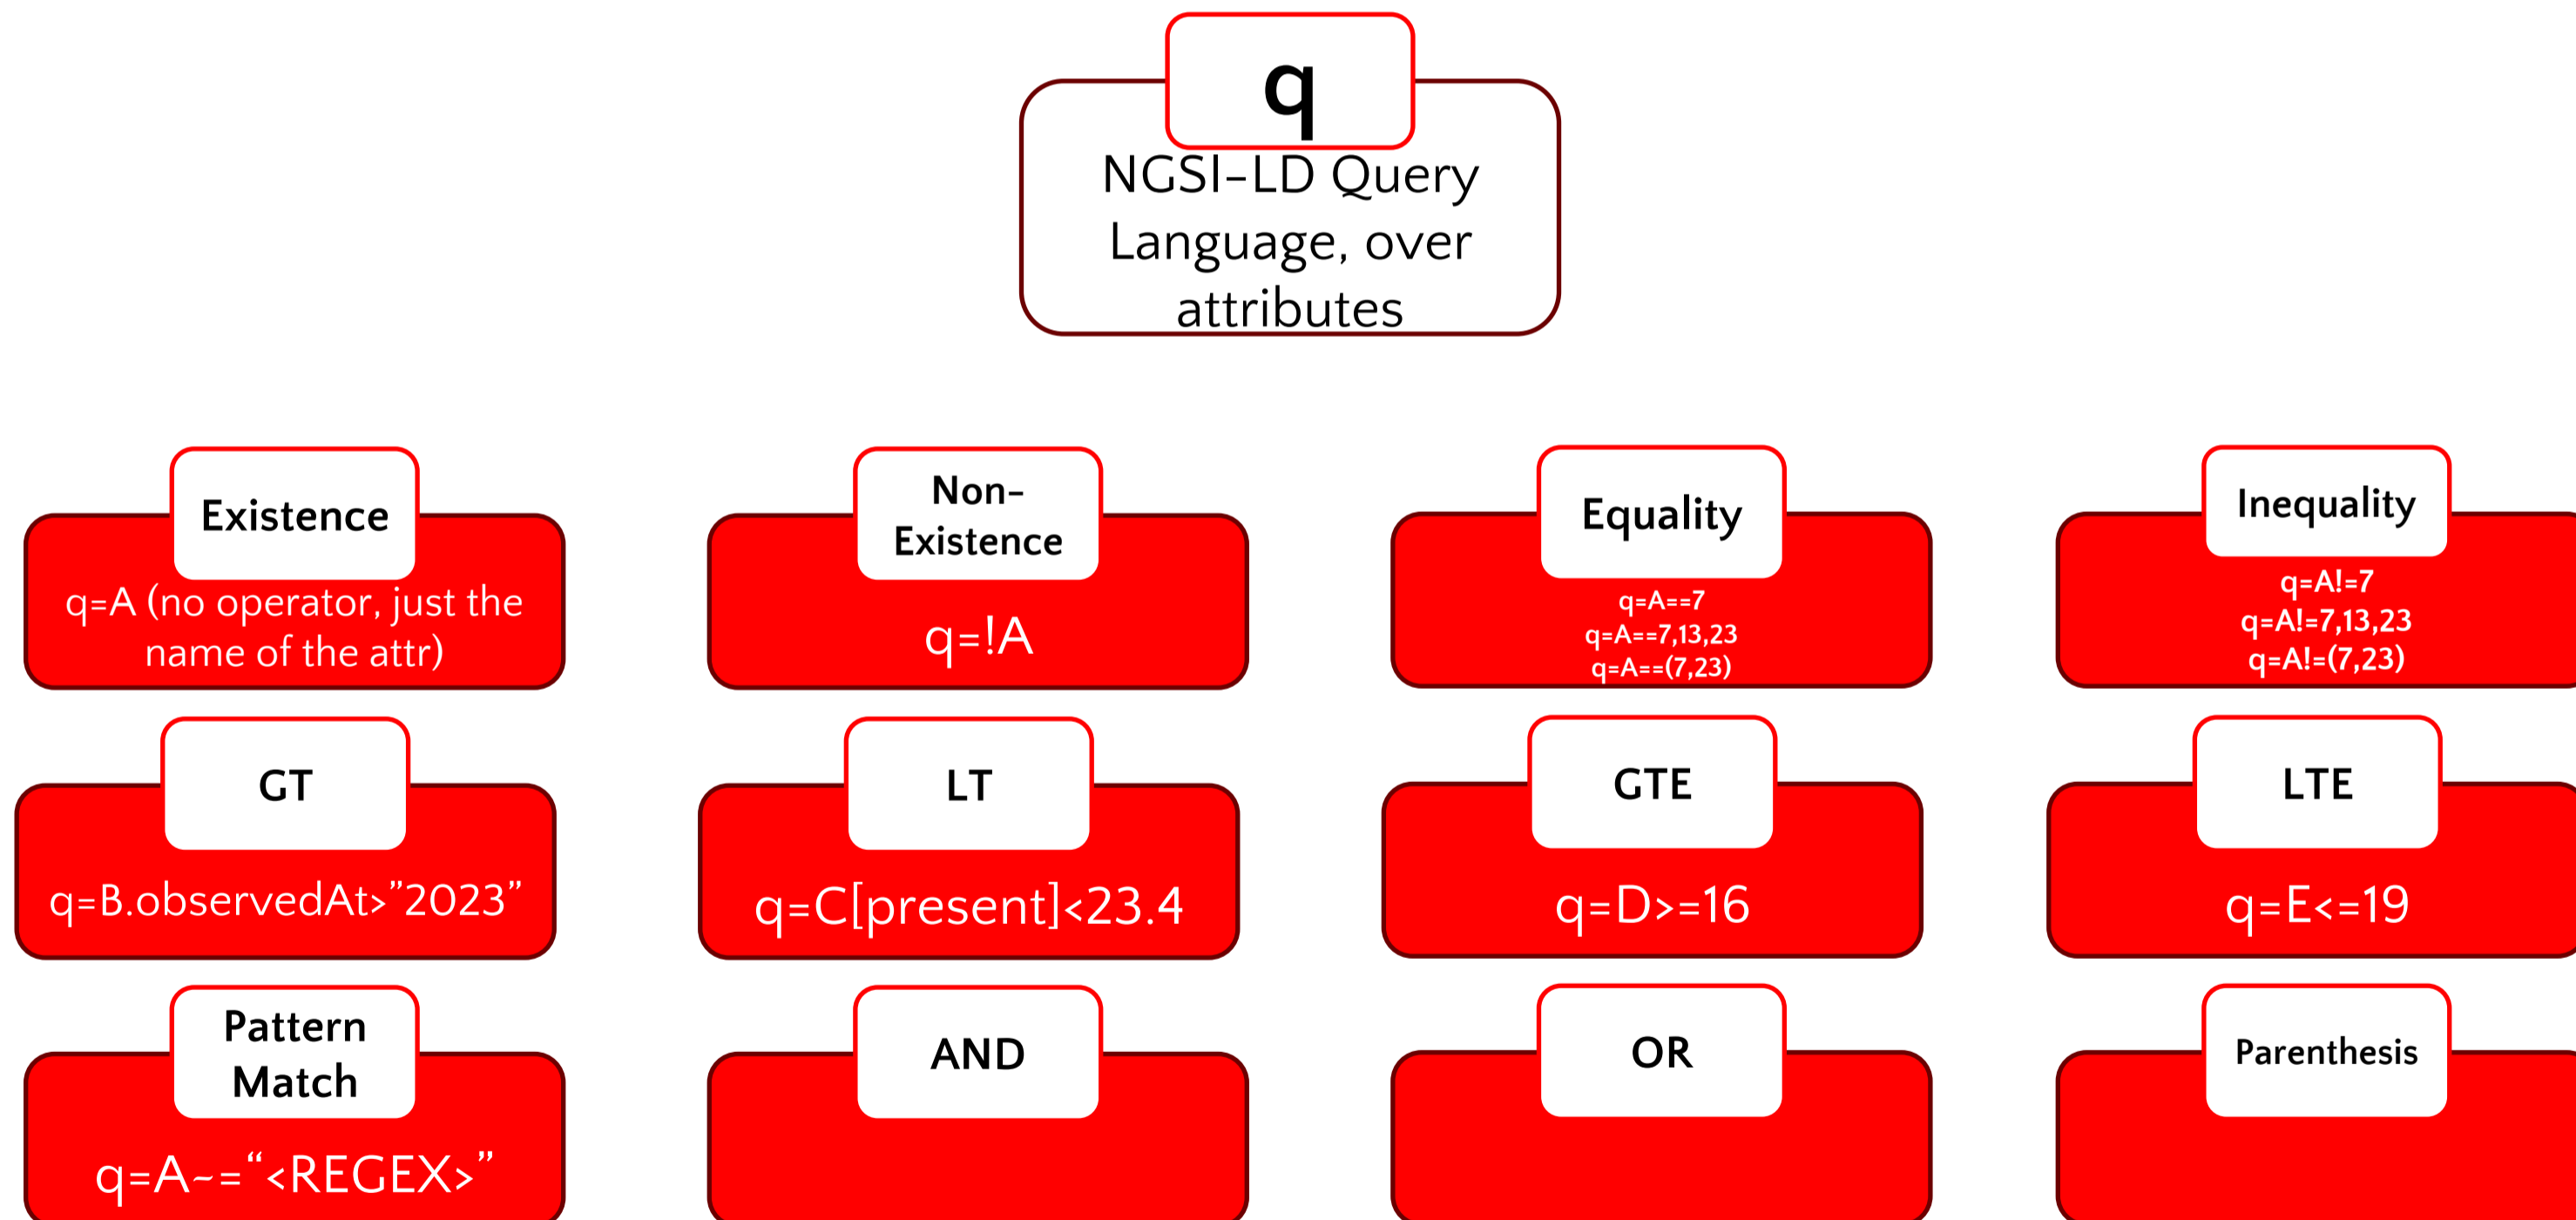 q
NGSI-LD Query
Language, over
attributes
Existence
q=A (no operator, just the
name of the attr)
Non-
Existence
q=!A
Equality
q=A==7
q=A==7,13,23
q=A==(7,23)
Inequality
q=A!=7
q=A!=7,13,23
q=A!=(7,23)
GT
q=B.observedAt>”2023”
LT
q=C[present]<23.4
GTE
q=D>=16
LTE
q=E<=19
Pattern
Match
q=A~=“<REGEX>”
AND
OR
Parenthesis